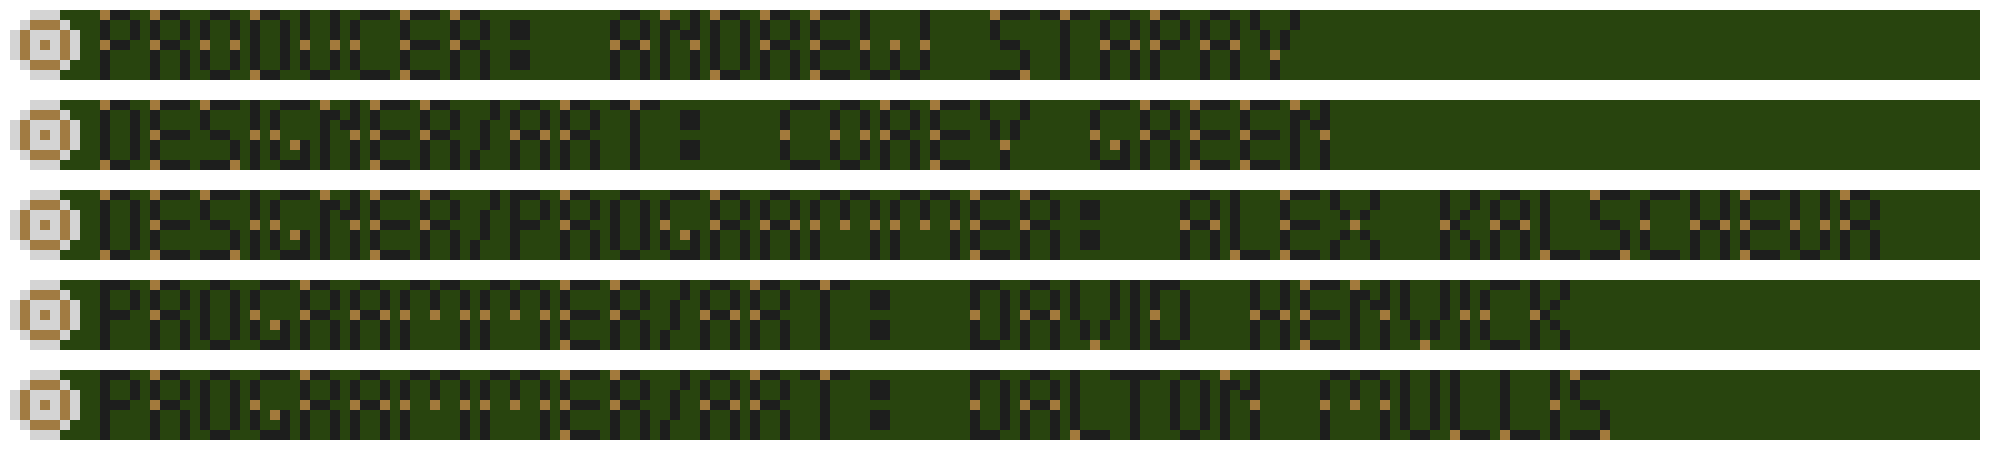 PRODUCER: ANDREW STAPAY
DESIGNER/ART: COREY GREEN
DESIGNER/PROGRAMMER: ALEX KALSCHEUR
PROGRAMMER/ART: DAVID HENVICK
PROGRAMMER/ART: DALTON MULLIS